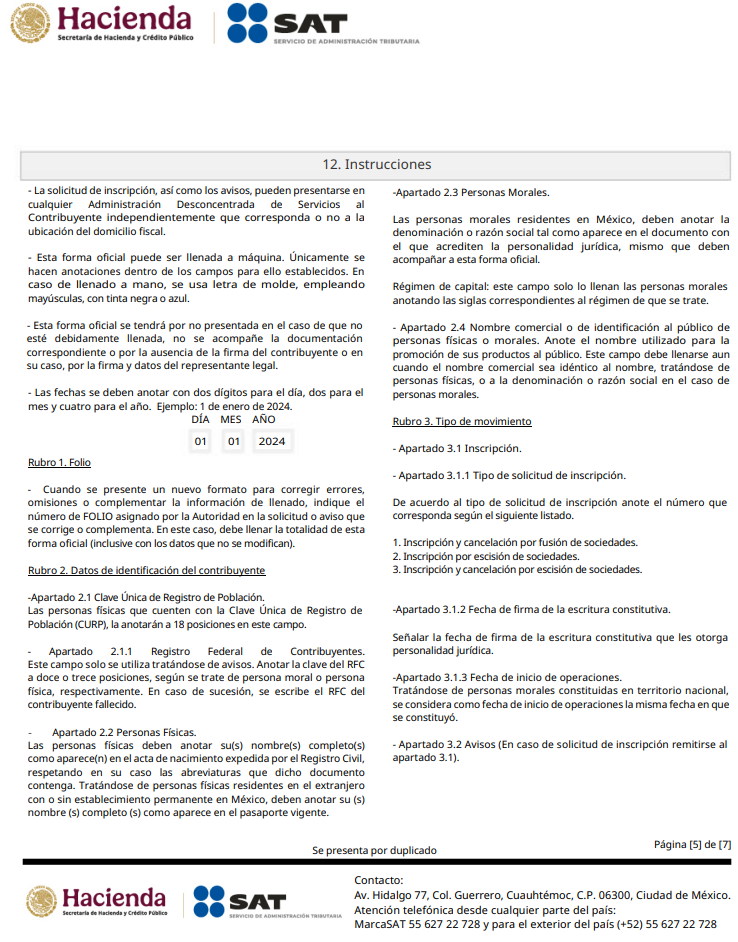 Hacienda
Secretaría de Hacienda y Crédito Público
SAT
SERVICIO DE ADMINISTRACIÓN TRIBUTARIA
12. Instrucciones
- La solicitud de inscripción, así como los avisos, pueden presentarse en
cualquier Administración Desconcentrada de Servicios al
Contribuyente independientemente que corresponda o no a la
ubicación del domicilio fiscal.
- Esta forma oficial puede ser llenada a máquina. Únicamente se
hacen anotaciones dentro de los campos para ello establecidos. En
caso de llenado a mano, se usa letra de molde, empleando
mayúsculas, con tinta negra o azul.
- Esta forma oficial se tendrá por no presentada en el caso de que no
esté debidamente llenada, no se acompañe la documentación
correspondiente o por la ausencia de la firma del contribuyente o en
su caso, por la firma y datos del representante legal.
- Las fechas se deben anotar con dos dígitos para el día, dos para el
mes y cuatro para el año. Ejemplo: 1 de enero de 2024.
DÍA MES AÑO
01 01 2024
Rubro 1. Folio
- Cuando se presente un nuevo formato para corregir errores,
omisiones o complementar la información de llenado, indique el
número de FOLIO asignado por la Autoridad en la solicitud o aviso que
se corrige o complementa. En este caso, debe llenar la totalidad de esta
forma oficial (inclusive con los datos que no se modifican).
Rubro 2. Datos de identificación del contribuyente
-Apartado 2.1 Clave Única de Registro de Población.
Las personas físicas que cuenten con la Clave Única de Registro de
Población (CURP), la anotarán a 18 posiciones en este campo.
- Apartado 2.1.1 Registro Federal de Contribuyentes.
Este campo solo se utiliza tratándose de avisos. Anotar la clave del RFC
a doce o trece posiciones, según se trate de persona moral o persona
física, respectivamente. En caso de sucesión, se escribe el RFC del
contribuyente fallecido.
- Apartado 2.2 Personas Físicas.
Las personas físicas deben anotar su(s) nombre(s) completo(s)
como aparece(n) en el acta de nacimiento expedida por el Registro Civil,
respetando en su caso las abreviaturas que dicho documento
contenga. Tratándose de personas físicas residentes en el extranjero
con o sin establecimiento permanente en México, deben anotar su (s)
nombre (s) completo (s) como aparece en el pasaporte vigente.
-Apartado 2.3 Personas Morales.
Las personas morales residentes en México, deben anotar la
denominación o razón social tal como aparece en el documento con
el que acrediten la personalidad jurídica, mismo que deben
acompañar a esta forma oficial.
Régimen de capital: este campo solo lo llenan las personas morales
anotando las siglas correspondientes al régimen de que se trate.
- Apartado 2.4 Nombre comercial o de identificación al público de
personas físicas o morales. Anote el nombre utilizado para la
promoción de sus productos al público. Este campo debe llenarse aun
cuando el nombre comercial sea idéntico al nombre, tratándose de
personas físicas, o a la denominación o razón social en el caso de
personas morales.
Rubro 3. Tipo de movimiento
- Apartado 3.1 Inscripción.
- Apartado 3.1.1 Tipo de solicitud de inscripción.
De acuerdo al tipo de solicitud de inscripción anote el número que
corresponda según el siguiente listado.
1. Inscripción y cancelación por fusión de sociedades.
2. Inscripción por escisión de sociedades.
3. Inscripción y cancelación por escisión de sociedades.
-Apartado 3.1.2 Fecha de firma de la escritura constitutiva.
Señalar la fecha de firma de la escritura constitutiva que les otorga
personalidad jurídica.
-Apartado 3.1.3 Fecha de inicio de operaciones.
Tratándose de personas morales constituidas en territorio nacional,
se considera como fecha de inicio de operaciones la misma fecha en que
se constituyó.
- Apartado 3.2 Avisos (En caso de solicitud de inscripción remitirse al
apartado 3.1).
Página [5] de [7]
Se presenta por duplicado
Hacienda
Secretaría de Hacienda y Crédito Público
SAT
SERVICIO DE ADMINISTRACIÓN TRIBUTARIA
Contacto:
Av. Hidalgo 77, Col. Guerrero, Cuauhtémoc, C.P. 06300, Ciudad de México.
Atención telefónica desde cualquier parte del país:
MarcaSAT 55 627 22 728 y para el exterior del país (+52) 55 627 22 728